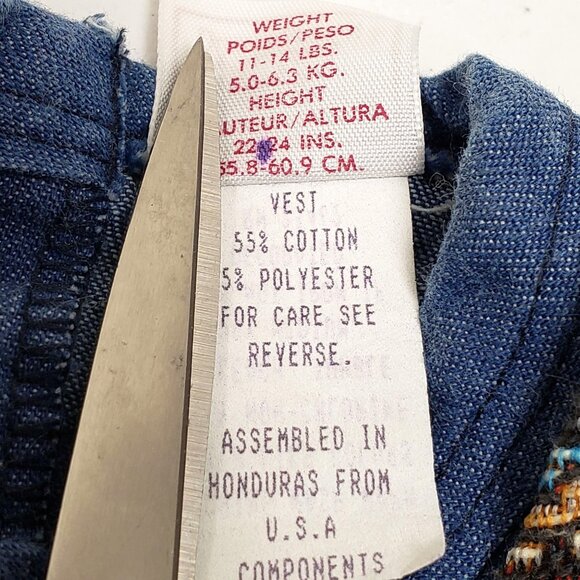 WEIGHT
POIDS/PESO
11-14 LBS.
5.0-6.3 KG.
HEIGHT
AUTEUR/ALTURA
22-24 INS.
55.8-60.9 CM.
VEST
55% COTTON
5% POLYESTER
FOR CARE SEE
REVERSE.
ASSEMBLED IN
HONDURAS FROM
U.S.A
COMPONENTS